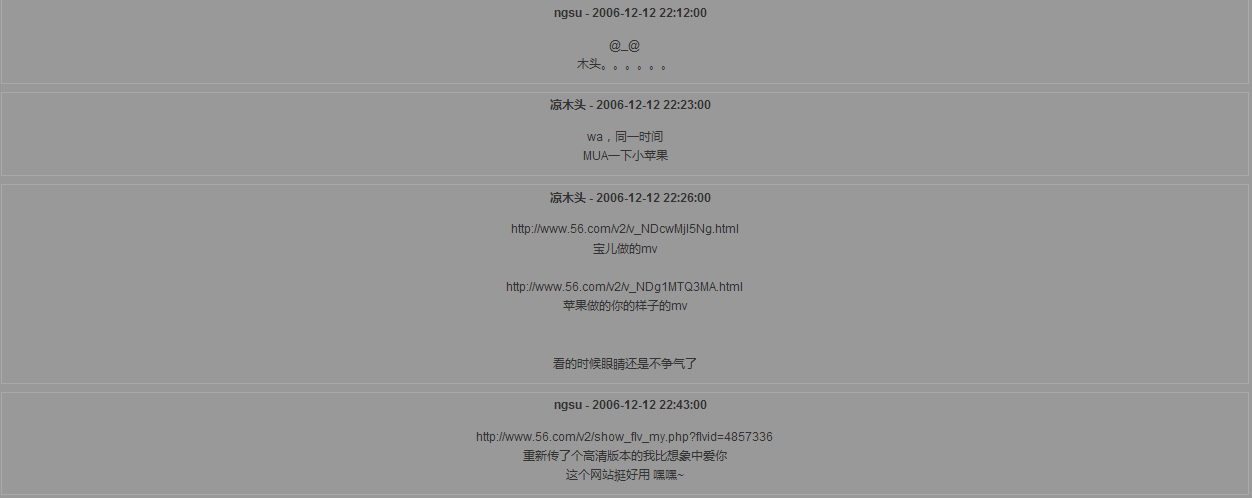 ngsu - 2006-12-12 22:12:00
@_@
木头。。。。。。
凉木头 - 2006-12-12 22:23:00
wa，同一时间
MUA一下小苹果
凉木头 - 2006-12-12 22:26:00
http://www.56.com/v2/v_NDcwMjI5Ng.html
宝儿做的mv
http://www.56.com/v2/v_NDg1MTQ3MA.html
苹果做的你的样子的mv
看的时候眼睛还是不争气了
ngsu - 2006-12-12 22:43:00
http://www.56.com/v2/show_flv_my.php?flvid=4857336
重新传了个高清版本的我比想象中爱你
这个网站挺好用 嘿嘿~